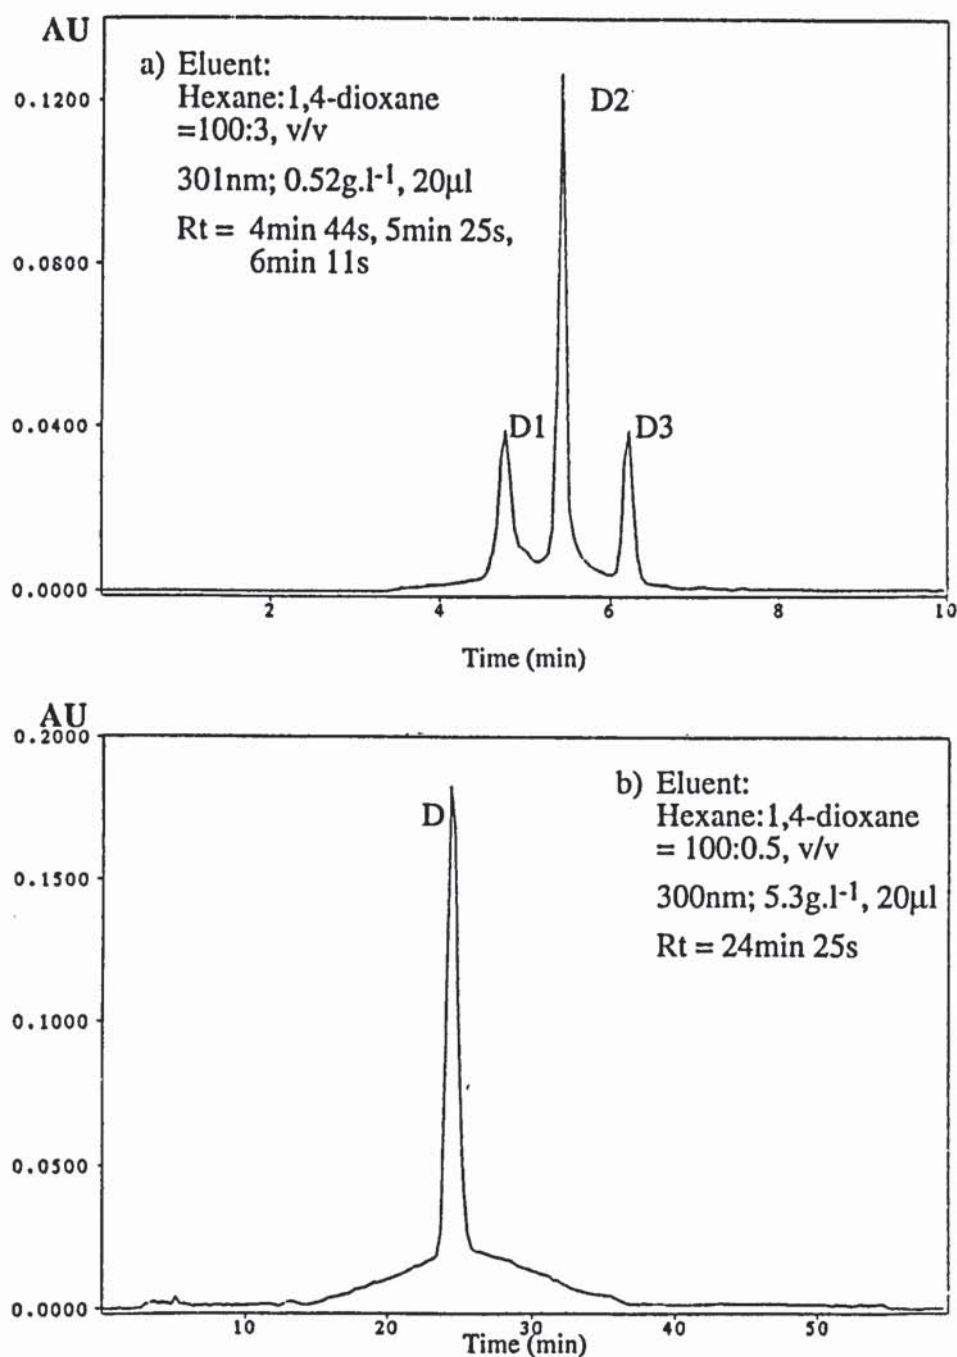 AU
a) Eluent:
Hexane:1,4-dioxane
=100:3, v/v
301nm; 0.52g.l-1, 20µl
Rt = 4min 44s, 5min 25s,
6min 11s
D2
D1
D3
0.1200
0.0800
0.0400
0.0000
2
4
6
8
10
Time (min)
AU
0.2000
b) Eluent:
Hexane:1,4-dioxane
= 100:0.5, v/v
300nm; 5.3g.l-1, 20µl
Rt = 24min 25s
D
0.1500
0.1000
0.0500
0.0000
10
20
30
40
50
Time (min)